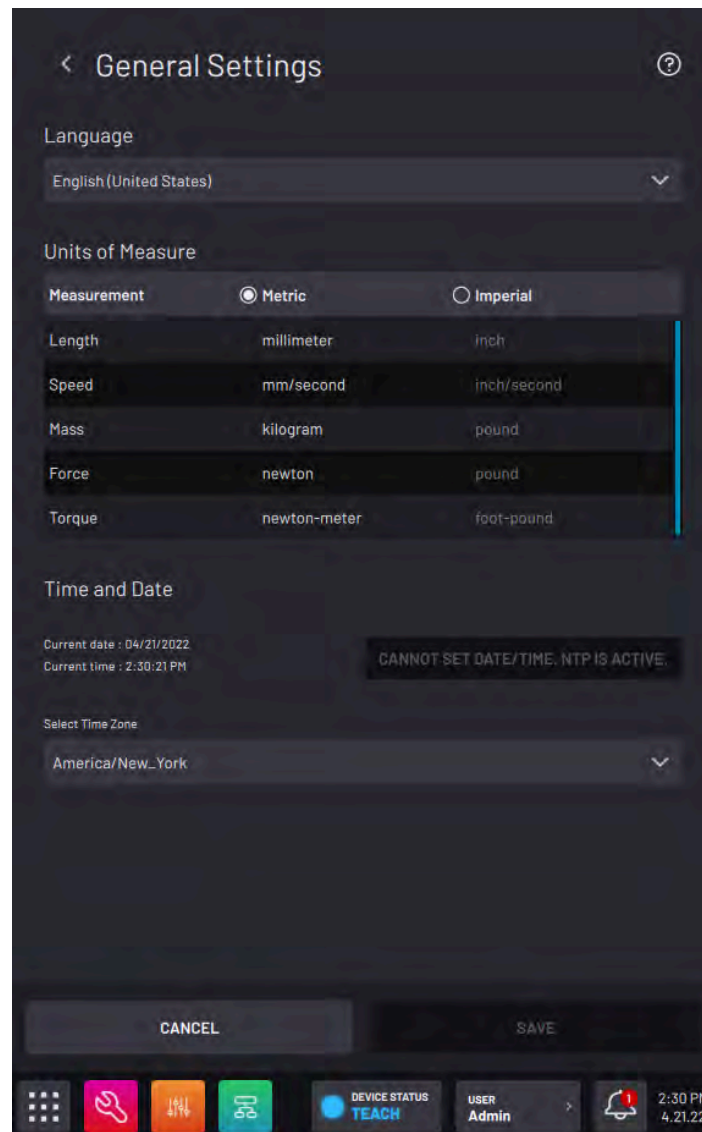 General Settings
Language
English (United States)
Units of Measure
Measurement Metric Imperial
Length millimeter inch
Speed mm/second inch/second
Mass kilogram pound
Force newton pound
Torque newton-meter foot-pound
Time and Date
Current date : 04/21/2022
Current time : 2:30:21 PM
CANNOT SET DATE/TIME. NTP IS ACTIVE.
Select Time Zone
America/New_York
CANCEL SAVE
DEVICE STATUS
TEACH
USER
Admin
1
2:30 PM
4.21.22